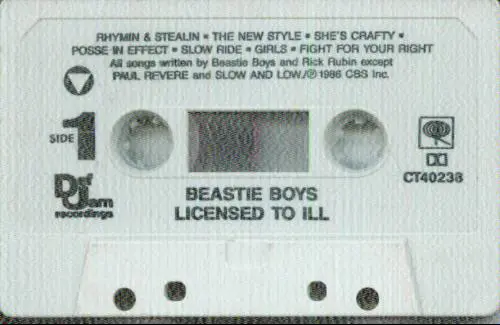 RHYMIN & STEALIN • THE NEW STYLE • SHE'S CRAFTY •
POSSE IN EFFECT • SLOW RIDE • GIRLS • FIGHT FOR YOUR RIGHT
All songs written by Beastie Boys and Rick Rubin except
PAUL REVERE and SLOW AND LOW./℗ 1986 CBS Inc.
SIDE 1
CT40238
Def Jam
recordings
BEASTIE BOYS
LICENSED TO ILL